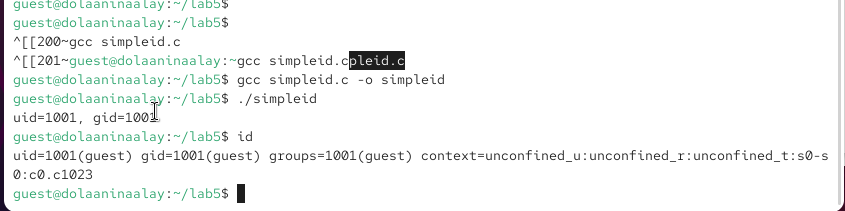 guest@dolaaninaalay:~/lab5$
guest@dolaaninaalay:~/lab5$
^[[200~gcc simpleid.c
^[[201~guest@dolaaninaalay:~gcc simpleid.cpleid.c
guest@dolaaninaalay:~/lab5$ gcc simpleid.c -o simpleid
guest@dolaaninaalay:~/lab5$ ./simpleid
uid=1001, gid=1001
guest@dolaaninaalay:~/lab5$ id
uid=1001(guest) gid=1001(guest) groups=1001(guest) context=unconfined_u:unconfined_r:unconfined_t:s0-s
0:c0.c1023
guest@dolaaninaalay:~/lab5$